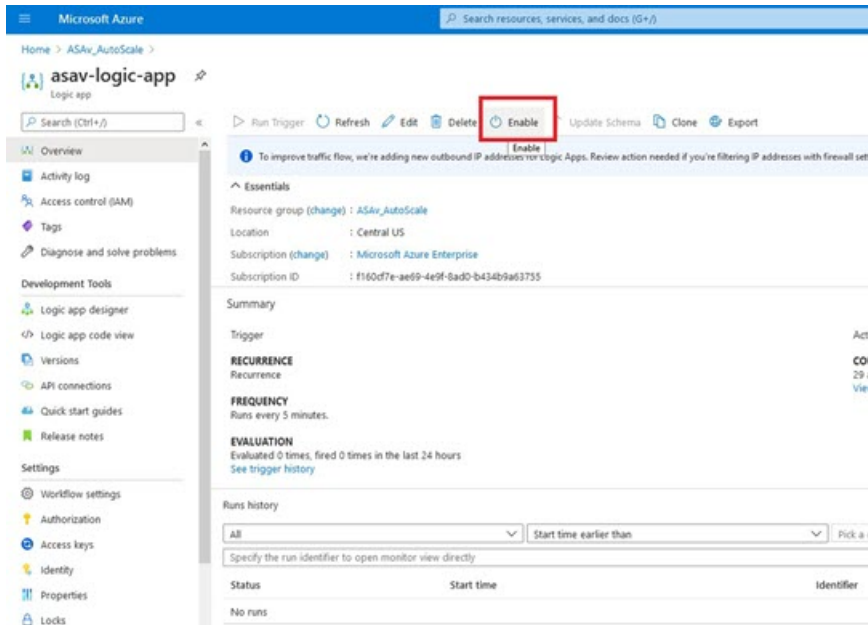 Microsoft Azure
Search resources, services, and docs (G+/)
Home > ASAv_AutoScale >
asav-logic-app
Logic app
Search (Ctrl+/)
«
Run Trigger Refresh Edit Delete Enable Update Schema Clone Export
Enable
Overview
Activity log
Access control (IAM)
Tags
Diagnose and solve problems
Development Tools
Logic app designer
Logic app code view
Versions
API connections
Quick start guides
Release notes
Settings
Workflow settings
Authorization
Access keys
Identity
Properties
Locks
To improve traffic flow, we're adding new outbound IP addresses for Logic Apps. Review action needed if you're filtering IP addresses with firewall set
Essentials
Resource group (change) : ASAv_AutoScale
Location : Central US
Subscription (change) : Microsoft Azure Enterprise
Subscription ID : f160cf7e-ae69-4e9f-8ad0-b434b9a63755
Summary
Trigger
RECURRENCE
Recurrence
FREQUENCY
Runs every 5 minutes.
EVALUATION
Evaluated 0 times, fired 0 times in the last 24 hours
See trigger history
Act
CO
29
Vie
Runs history
All Start time earlier than Pick a
Specify the run identifier to open monitor view directly
Status Start time Identifier
No runs